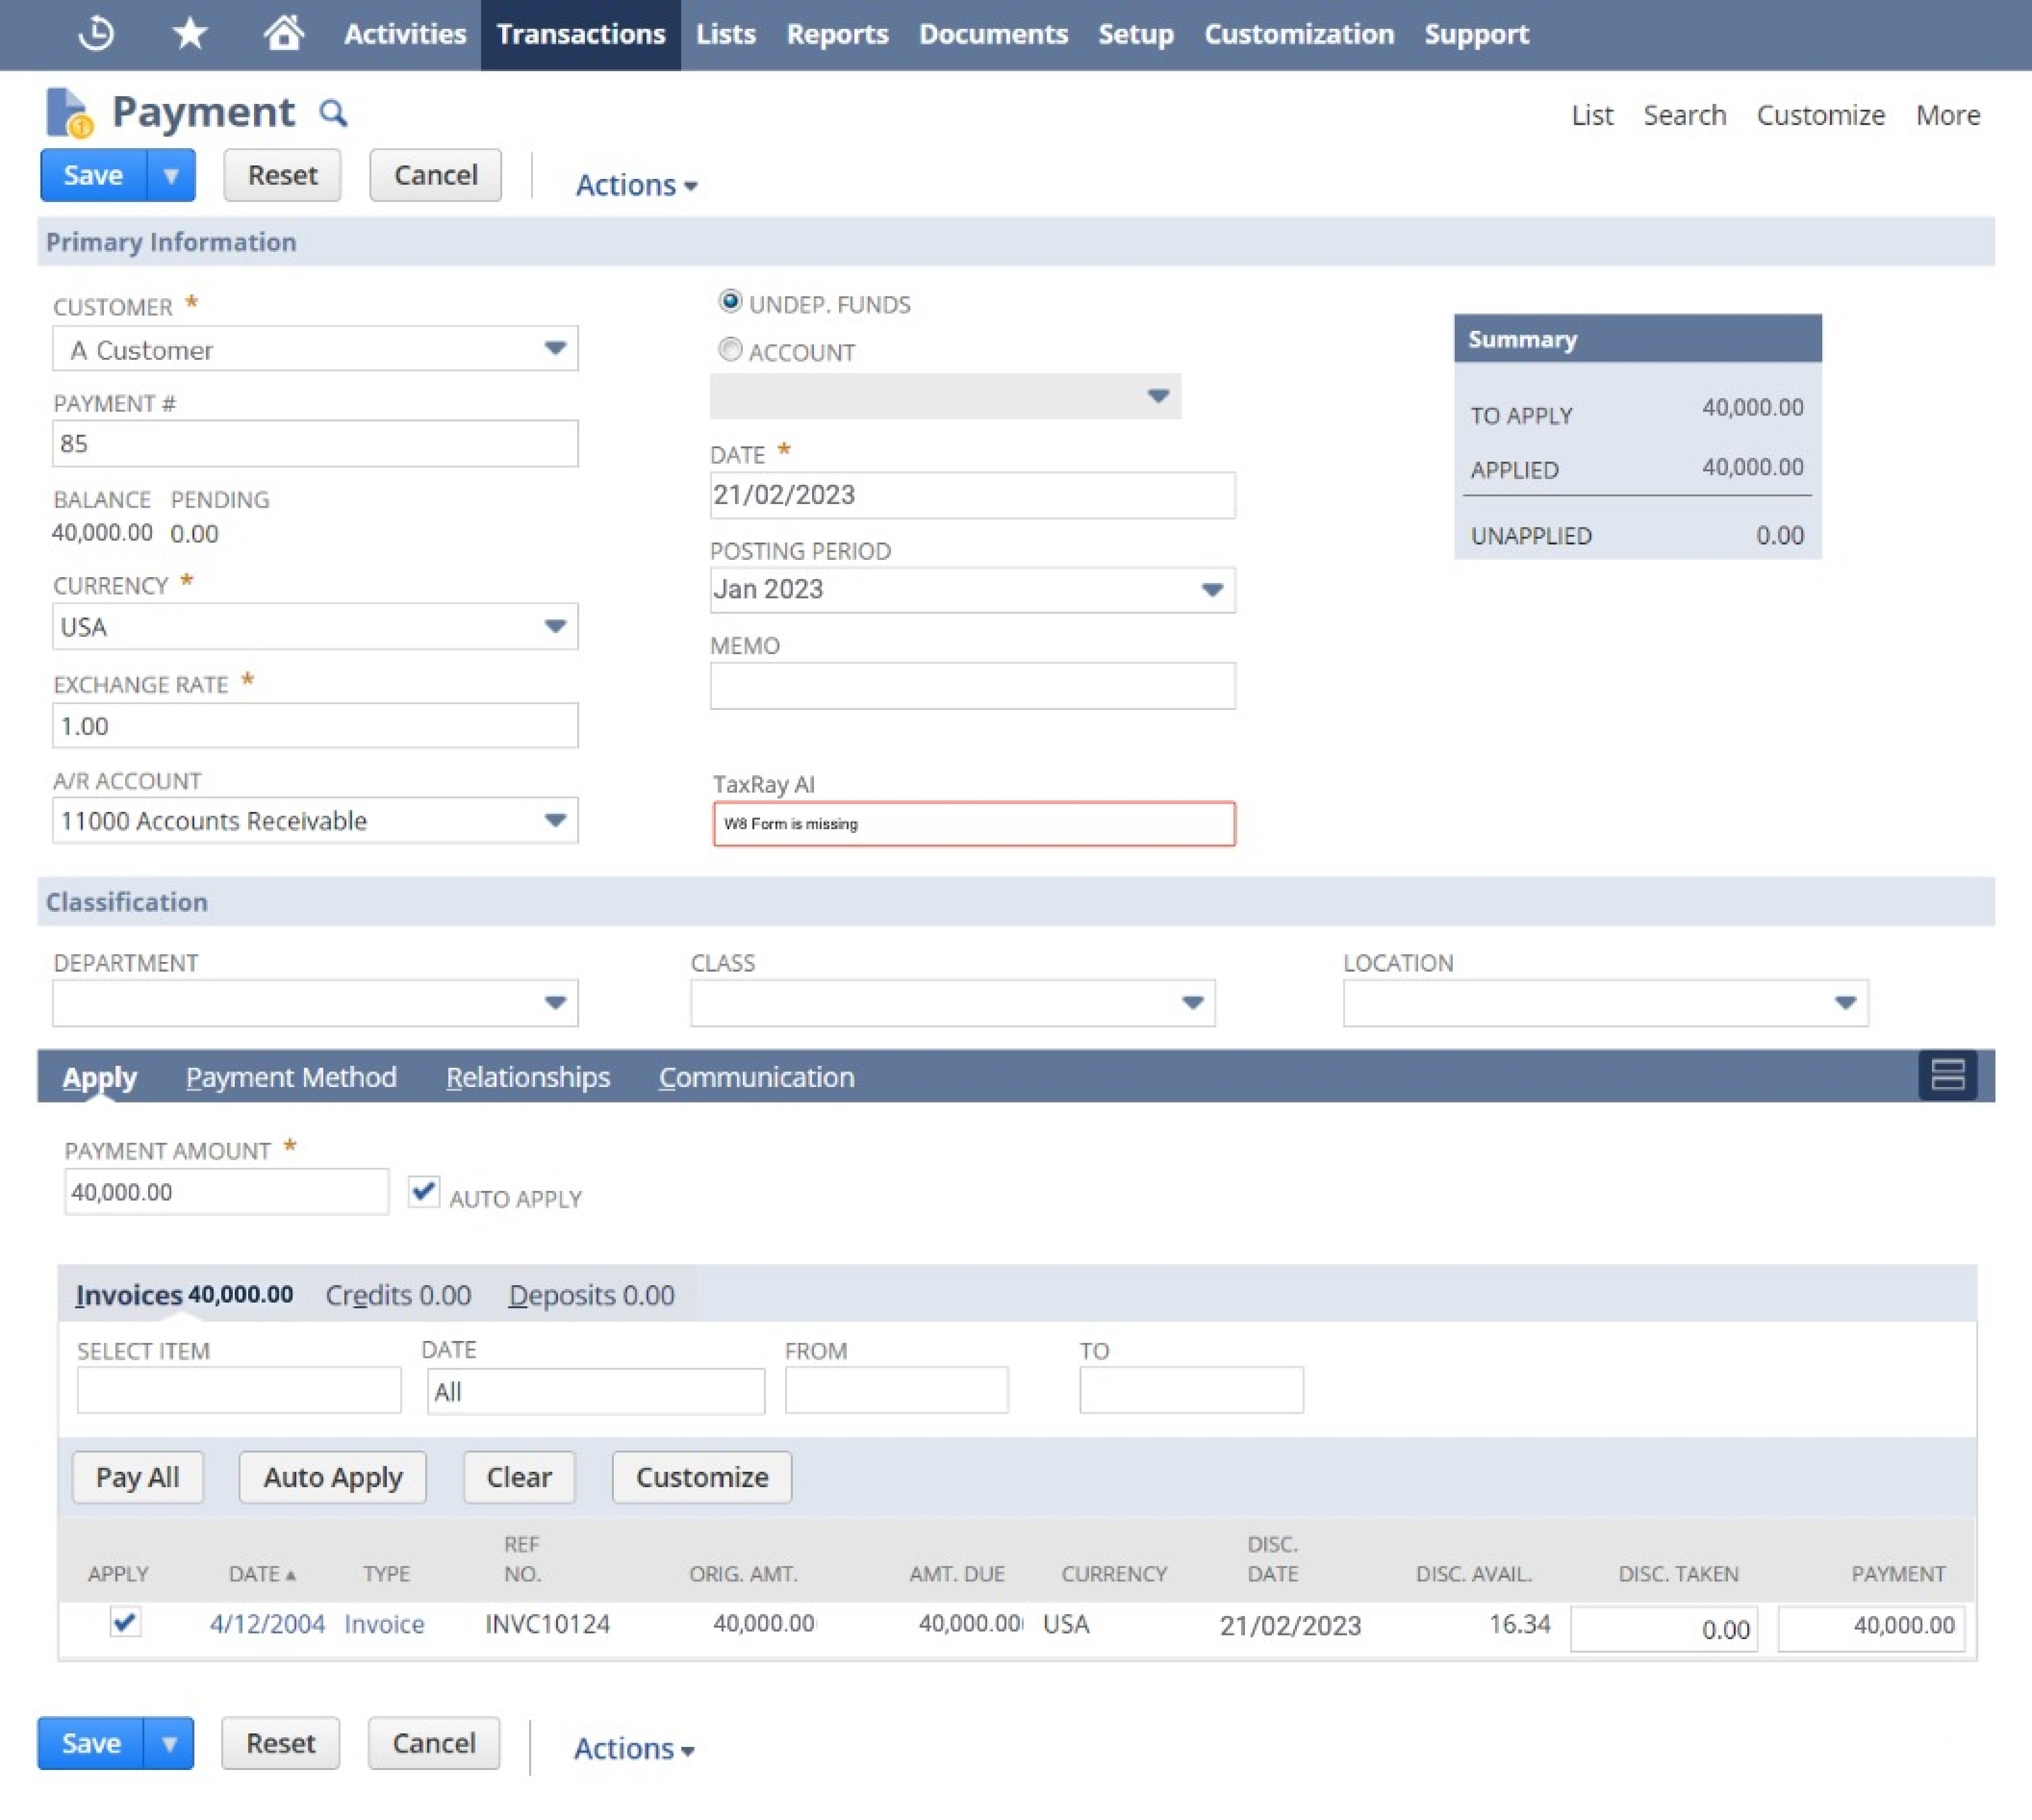 Activities Transactions Lists Reports Documents Setup Customization Support
Payment
List Search Customize More
Save Reset Cancel Actions
Primary Information
CUSTOMER *
A Customer
PAYMENT #
85
BALANCE PENDING
40,000.00 0.00
CURRENCY *
USA
EXCHANGE RATE *
1.00
A/R ACCOUNT
11000 Accounts Receivable
UNDEP. FUNDS
ACCOUNT
DATE *
21/02/2023
POSTING PERIOD
Jan 2023
MEMO
TaxRay AI
W8 Form is missing
Summary
TO APPLY 40,000.00
APPLIED 40,000.00
UNAPPLIED 0.00
Classification
DEPARTMENT CLASS LOCATION
Apply Payment Method Relationships Communication
PAYMENT AMOUNT *
40,000.00 AUTO APPLY
Invoices 40,000.00 Credits 0.00 Deposits 0.00
SELECT ITEM DATE FROM TO
All
Pay All Auto Apply Clear Customize
APPLY DATE TYPE REF NO. ORIG. AMT. AMT. DUE CURRENCY DISC. DATE DISC. AVAIL. DISC. TAKEN PAYMENT
4/12/2004 Invoice INVC10124 40,000.00 40,000.00 USA 21/02/2023 16.34 0.00 40,000.00
Save Reset Cancel Actions